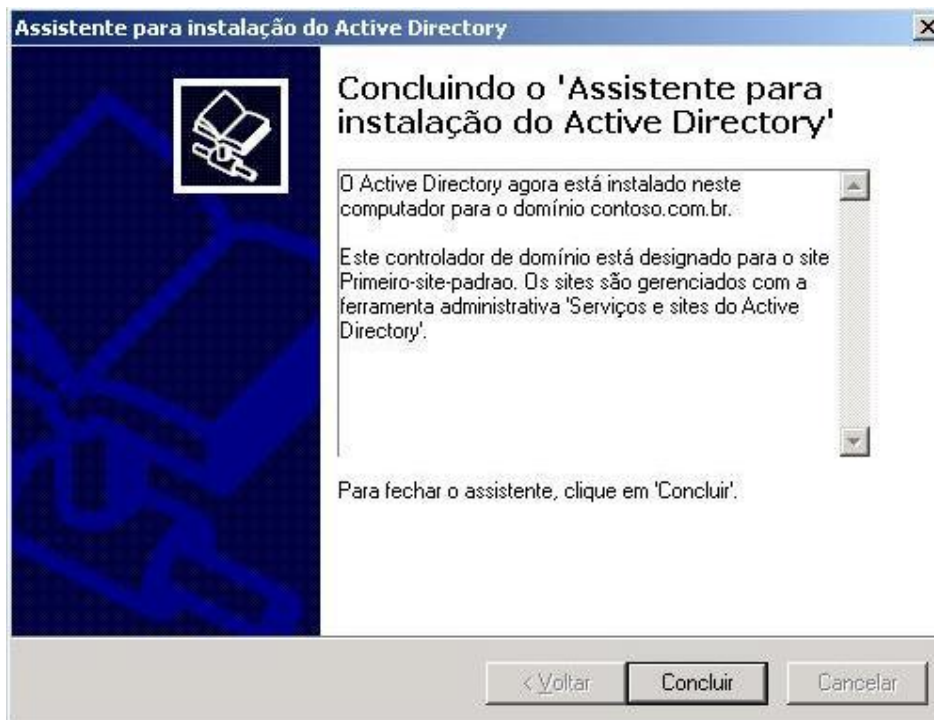 Assistente para instalação do Active Directory
Concluindo o 'Assistente para
instalação do Active Directory'
O Active Directory agora está instalado neste
computador para o domínio contoso.com.br.
Este controlador de domínio está designado para o site
Primeiro-site-padrao. Os sites são gerenciados com a
ferramenta administrativa 'Serviços e sites do Active
Directory'.
Para fechar o assistente, clique em 'Concluir'.
< Voltar Concluir Cancelar